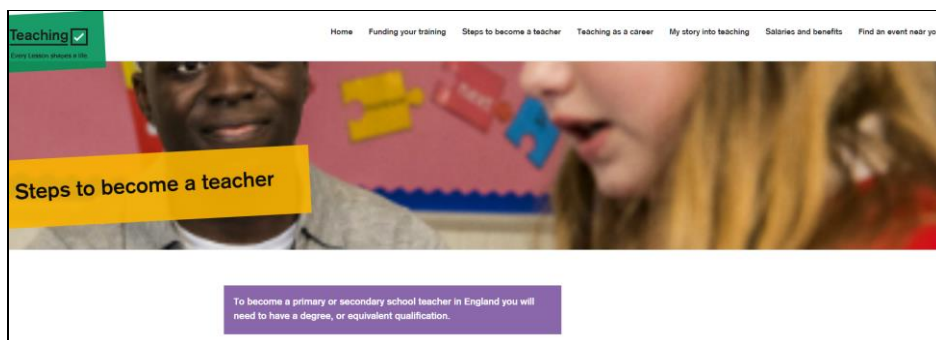 Teaching
Every Lesson shapes a life
Home Funding your training Steps to become a teacher Teaching as a career My story into teaching Salaries and benefits Find an event near yo
next
Steps to become a teacher
To become a primary or secondary school teacher in England you will
need to have a degree, or equivalent qualification.